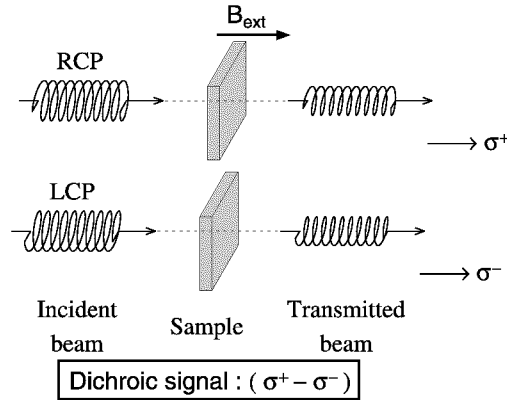 B_ext
RCP
σ⁺
LCP
σ⁻
Incident
beam
Sample
Transmitted
beam
Dichroic signal : ( σ⁺ – σ⁻ )